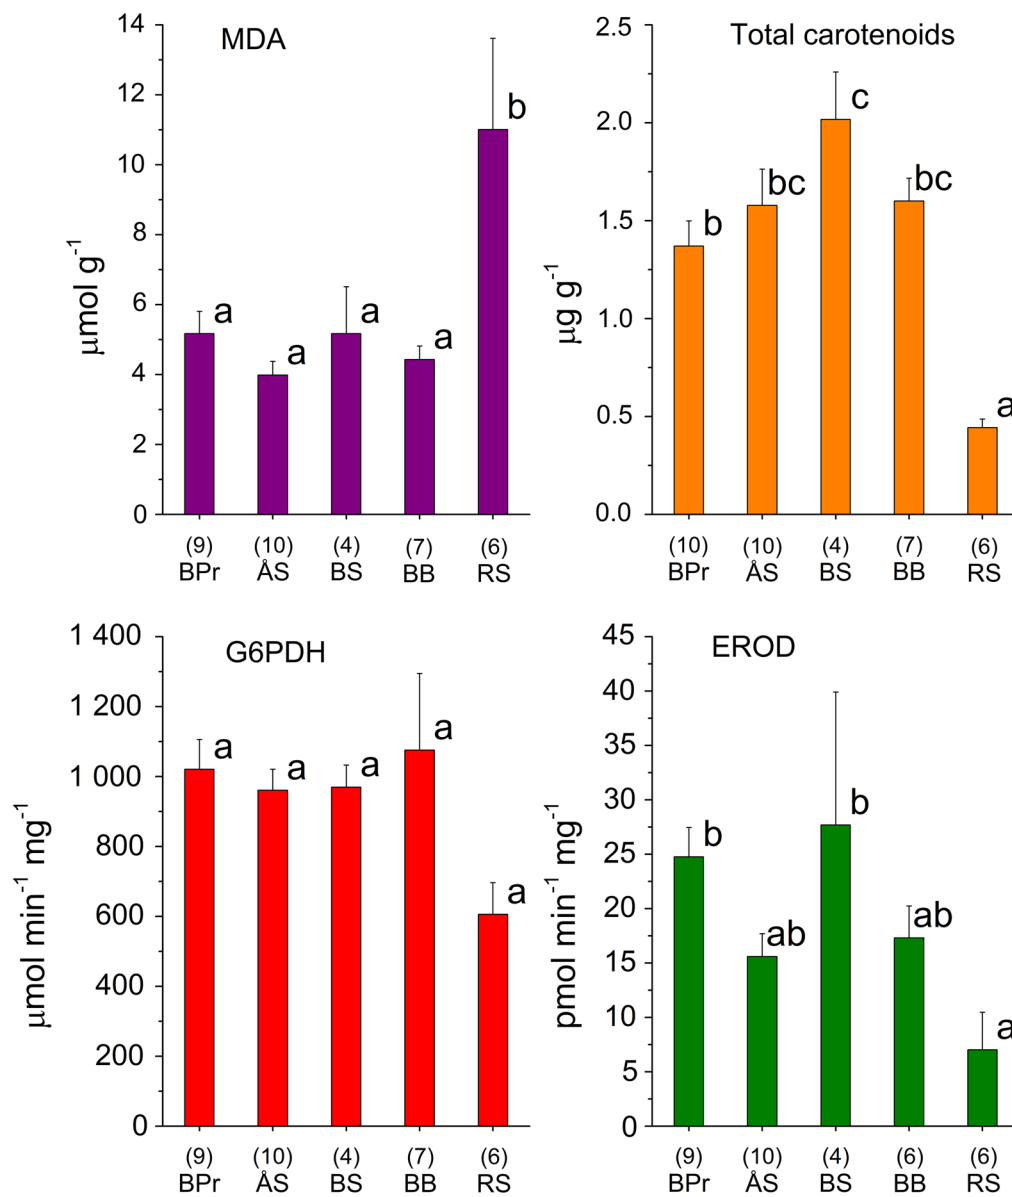 MDA
14
12
10
8
6
4
2
0
μmol g-1
a
a
a
a
b
(9) (10) (4) (7) (6)
BPr ÅS BS BB RS
Total carotenoids
2.0
1.5
1.0
0.5
0.0
μg g-1
b
bc
c
bc
a
(10) (10) (4) (7) (6)
BPr ÅS BS BB RS
G6PDH
1 400
1 200
1 000
800
600
400
200
0
μmol min-1 mg-1
a
a
a
a
a
(9) (10) (4) (7) (6)
BPr ÅS BS BB RS
EROD
45
40
35
30
25
20
15
10
5
0
pmol min-1 mg-1
b
ab
b
ab
a
(9) (10) (4) (6) (6)
BPr ÅS BS BB RS